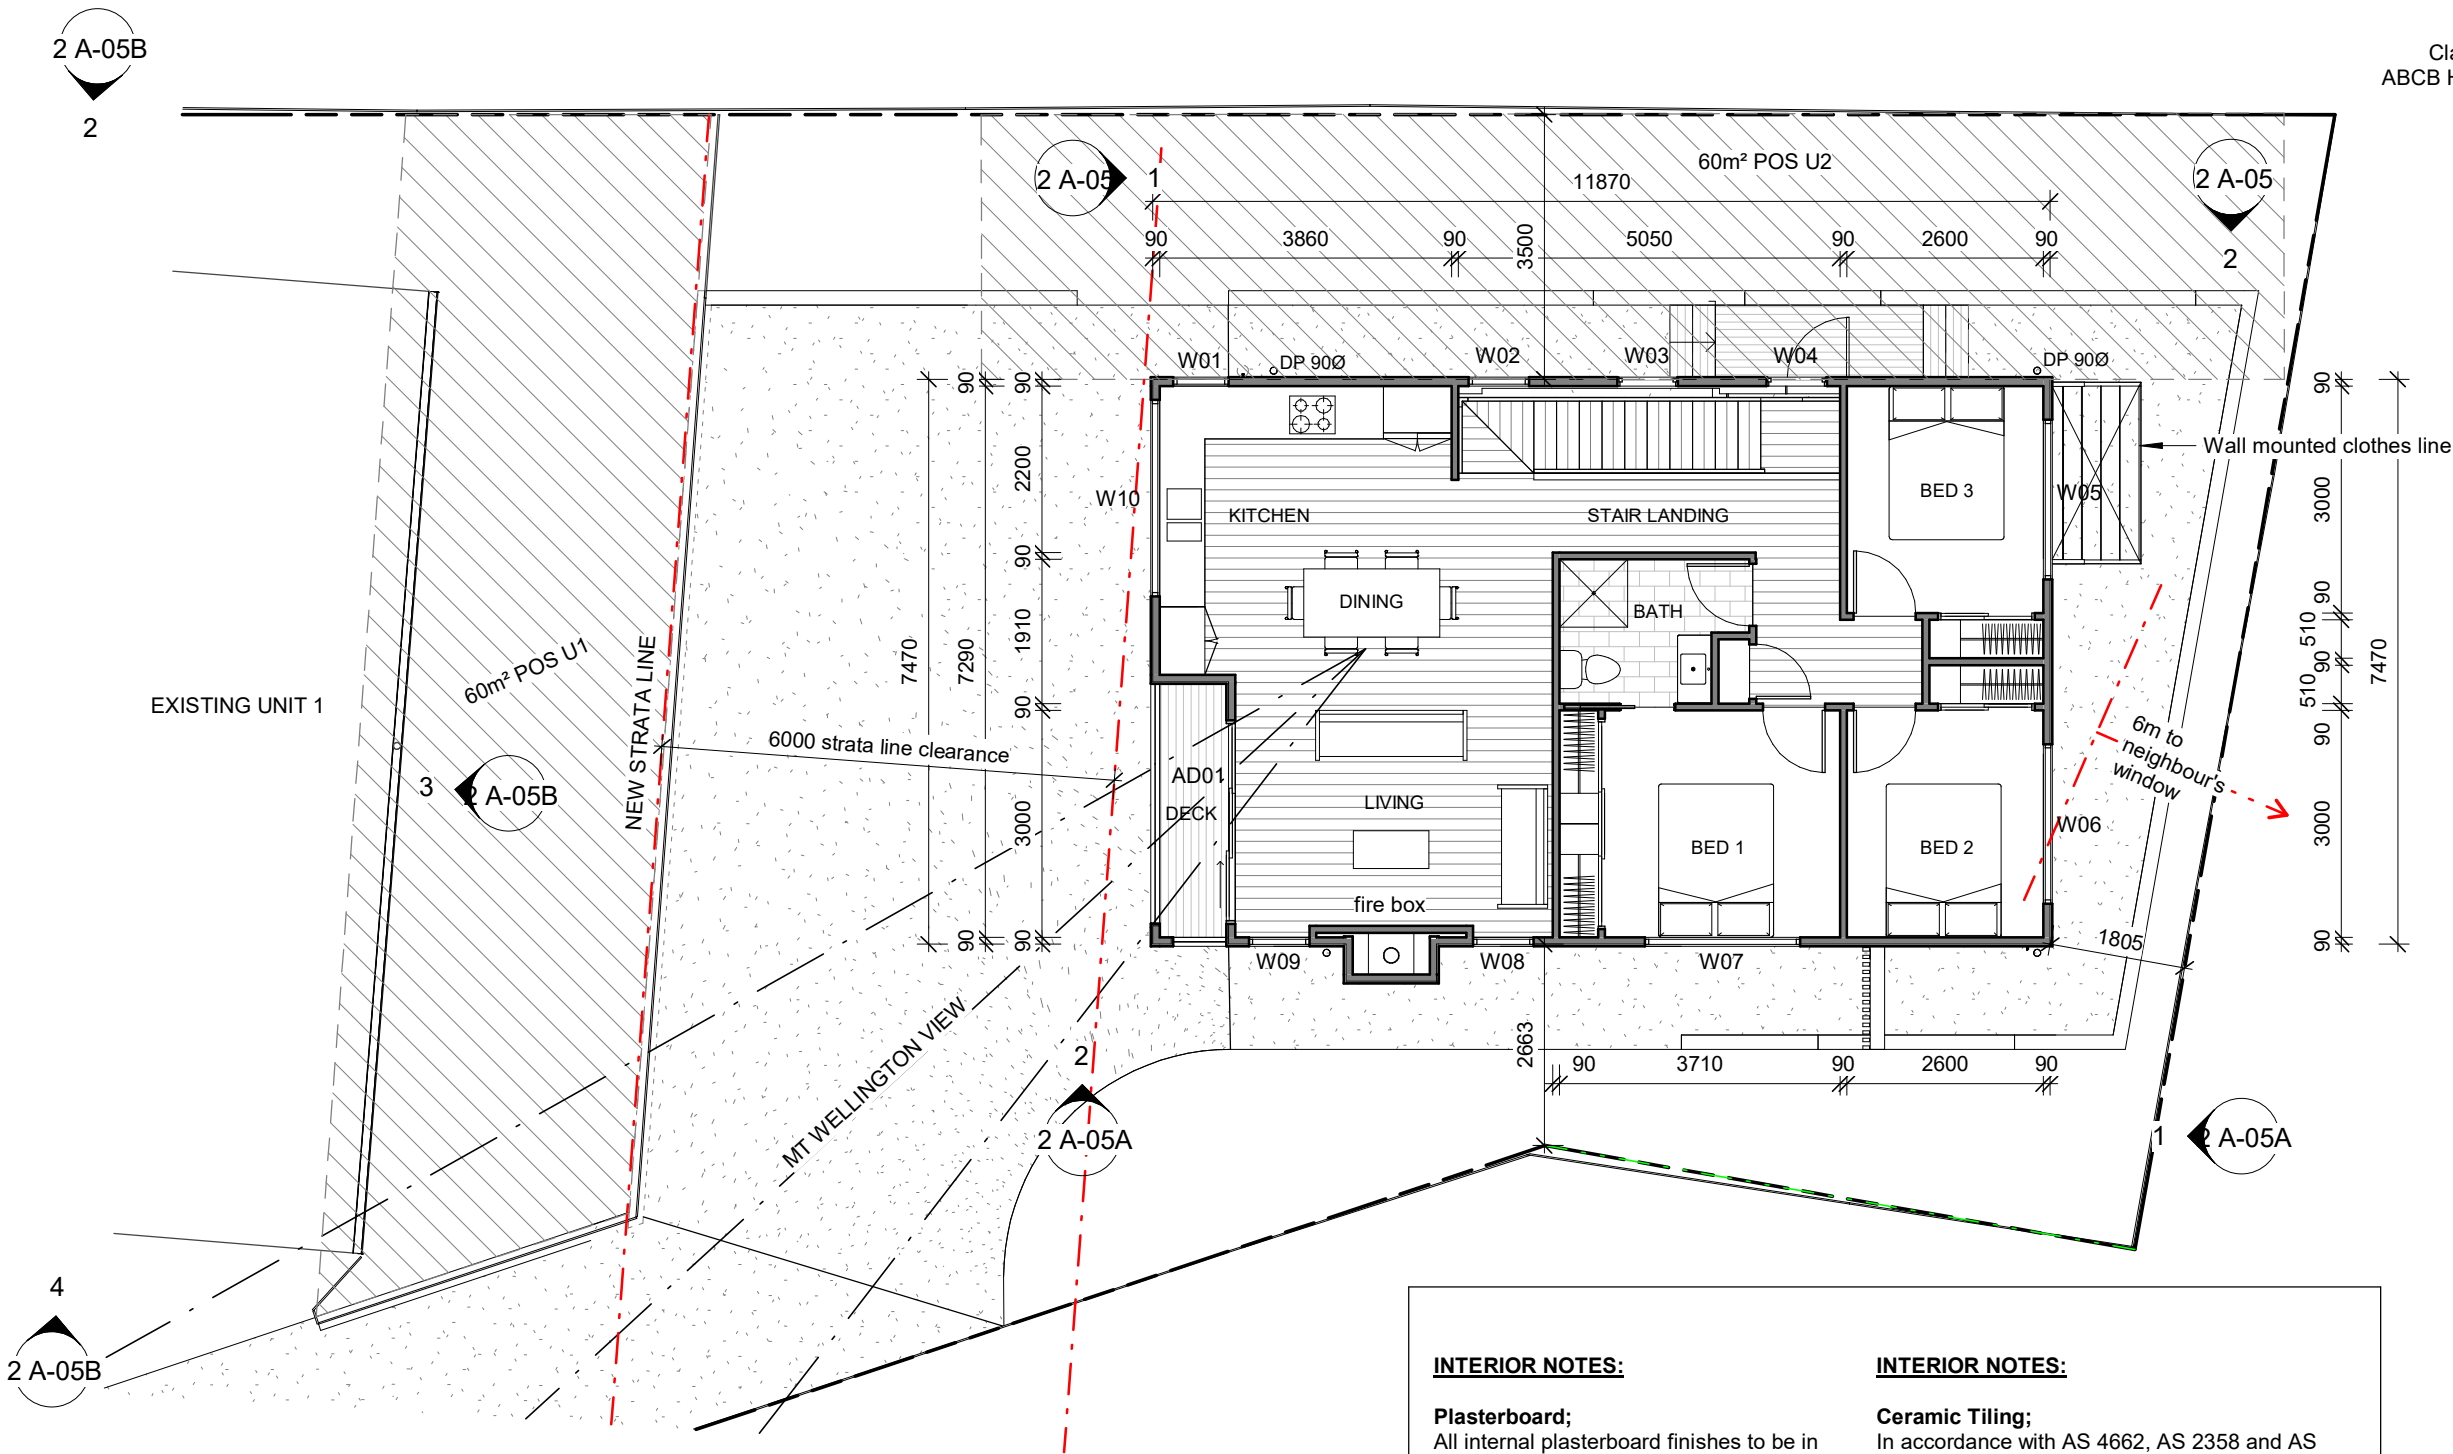 2 A-05B
2
Cla
ABCB H
2 A-05
1
60m² POS U2
11870
2 A-05
2
90
3860
90
3500
5050
90
2600
90
W01
DP 90Ø
W02
W03
W04
DP 90Ø
90
90
90
2200
W10
KITCHEN
STAIR LANDING
BED 3
W05
Wall mounted clothes line
3000
90
1910
DINING
BATH
90
510
90
510
90
7470
7470
7290
60m² POS U1
EXISTING UNIT 1
NEW STRATA LINE
6000 strata line clearance
90
3000
AD01
DECK
LIVING
BED 1
BED 2
W06
6m to
neighbour's
window
3000
3
2 A-05B
fire box
90
90
90
1805
W09
W08
W07
MT WELLINGTON VIEW
2663
90
3710
90
2600
90
2
2 A-05A
1
2 A-05A
4
2 A-05B
INTERIOR NOTES:
Plasterboard;
All internal plasterboard finishes to be in
INTERIOR NOTES:
Ceramic Tiling;
In accordance with AS 4662, AS 2358 and AS